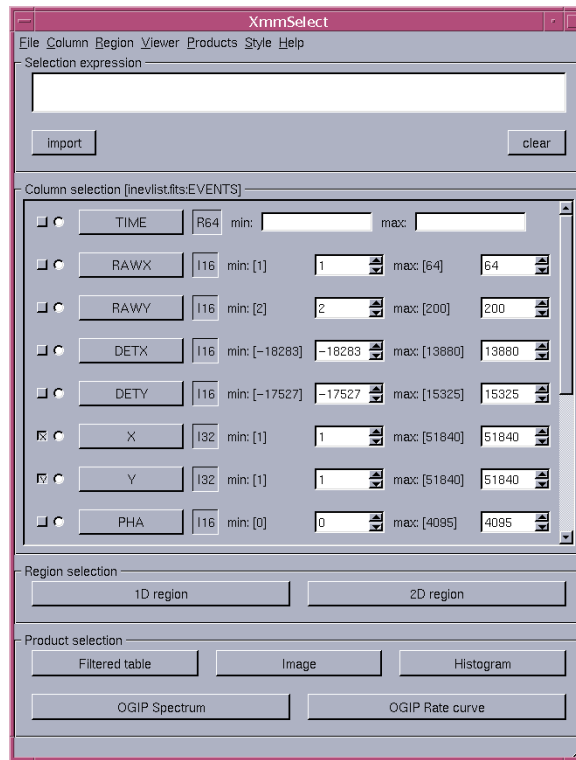 XmmSelect
File Column Region Viewer Products Style Help
Selection expression
import clear
Column selection [inevlist.fits:EVENTS]
TIME R64 min: max:
RAWX I16 min: [1] 1 max: [64] 64
RAWY I16 min: [2] 2 max: [200] 200
DETX I16 min: [-18283] -18283 max: [13880] 13880
DETY I16 min: [-17527] -17527 max: [15325] 15325
X X I32 min: [1] 1 max: [51840] 51840
Y Y I32 min: [1] 1 max: [51840] 51840
PHA I16 min: [0] 0 max: [4095] 4095
Region selection
1D region 2D region
Product selection
Filtered table Image Histogram
OGIP Spectrum OGIP Rate curve